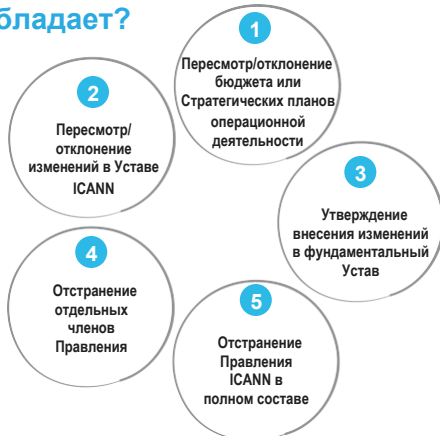 бладает?
1
Пересмотр/отклонение
бюджета или
Стратегических планов
операционной
деятельности
2
Пересмотр/
отклонение
изменений в Уставе
ICANN
3
Утверждение
внесения изменений
в фундаментальный
Устав
4
Отстранение
отдельных
членов
Правления
5
Отстранение
Правления
ICANN в
полном составе